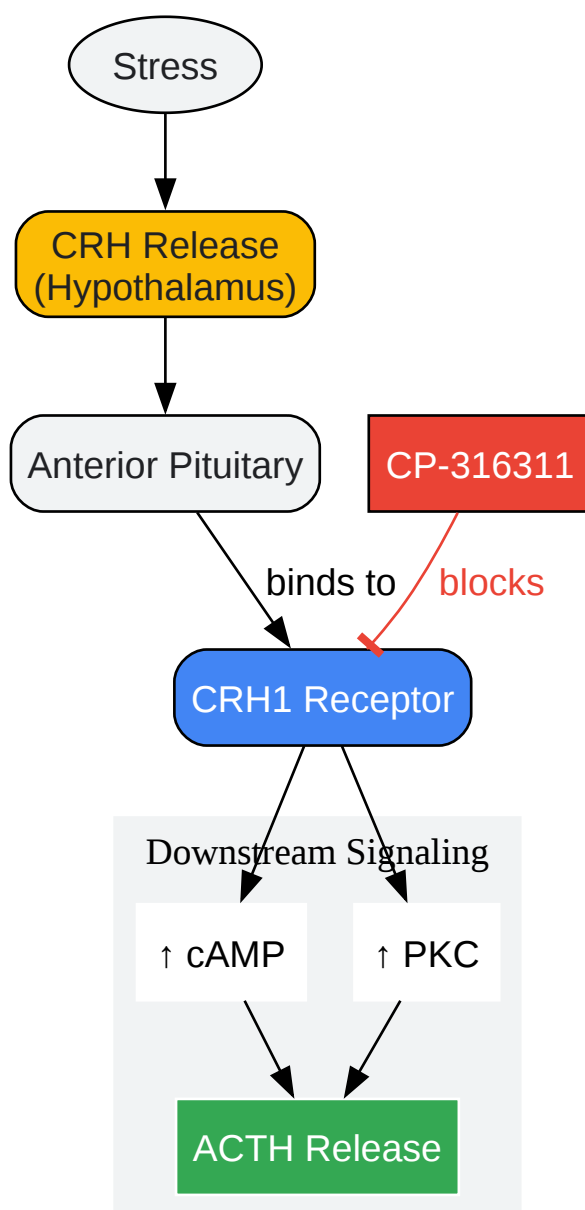 Stress
CRH Release
(Hypothalamus)
Anterior Pituitary
CP-316311
binds to
blocks
CRH1 Receptor
Downstream Signaling
↑ cAMP
↑ PKC
ACTH Release